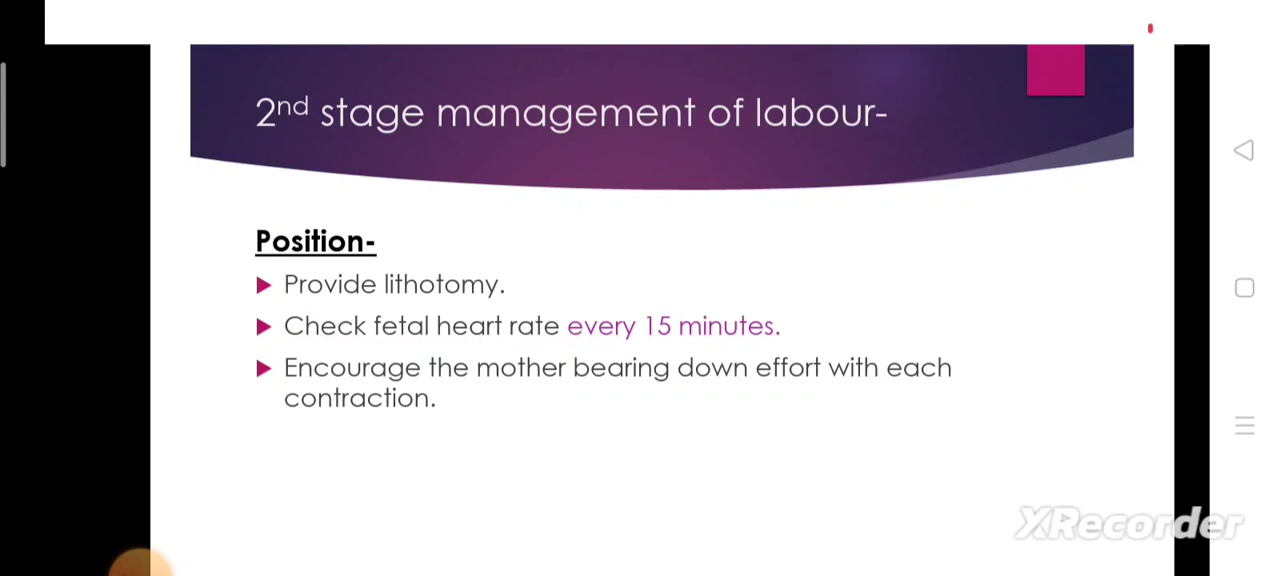 2nd stage management of labour-
Position-
Provide lithotomy.
Check fetal heart rate every 15 minutes.
Encourage the mother bearing down effort with each
contraction.
XRecorder